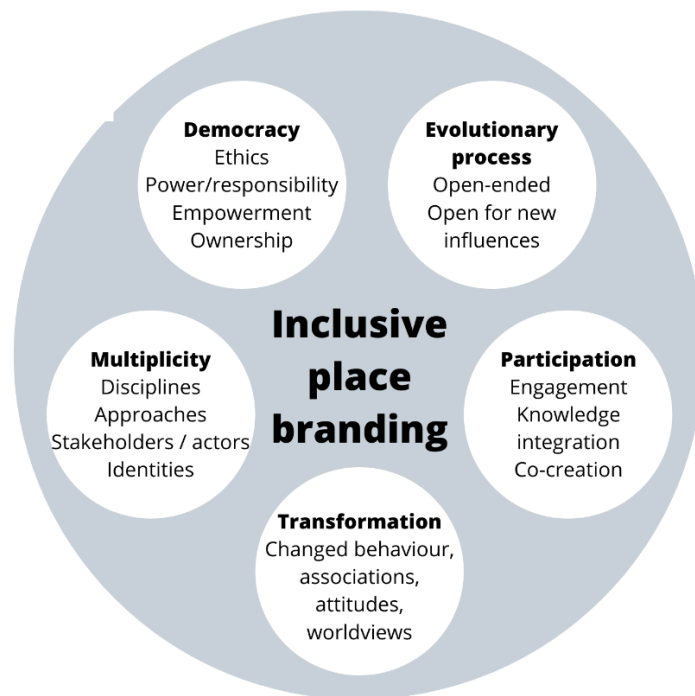 Democracy
Ethics
Power/responsibility
Empowerment
Ownership
Evolutionary
process
Open-ended
Open for new
influences
Inclusive
place
branding
Multiplicity
Disciplines
Approaches
Stakeholders / actors
Identities
Participation
Engagement
Knowledge
integration
Co-creation
Transformation
Changed behaviour,
associations,
attitudes,
worldviews